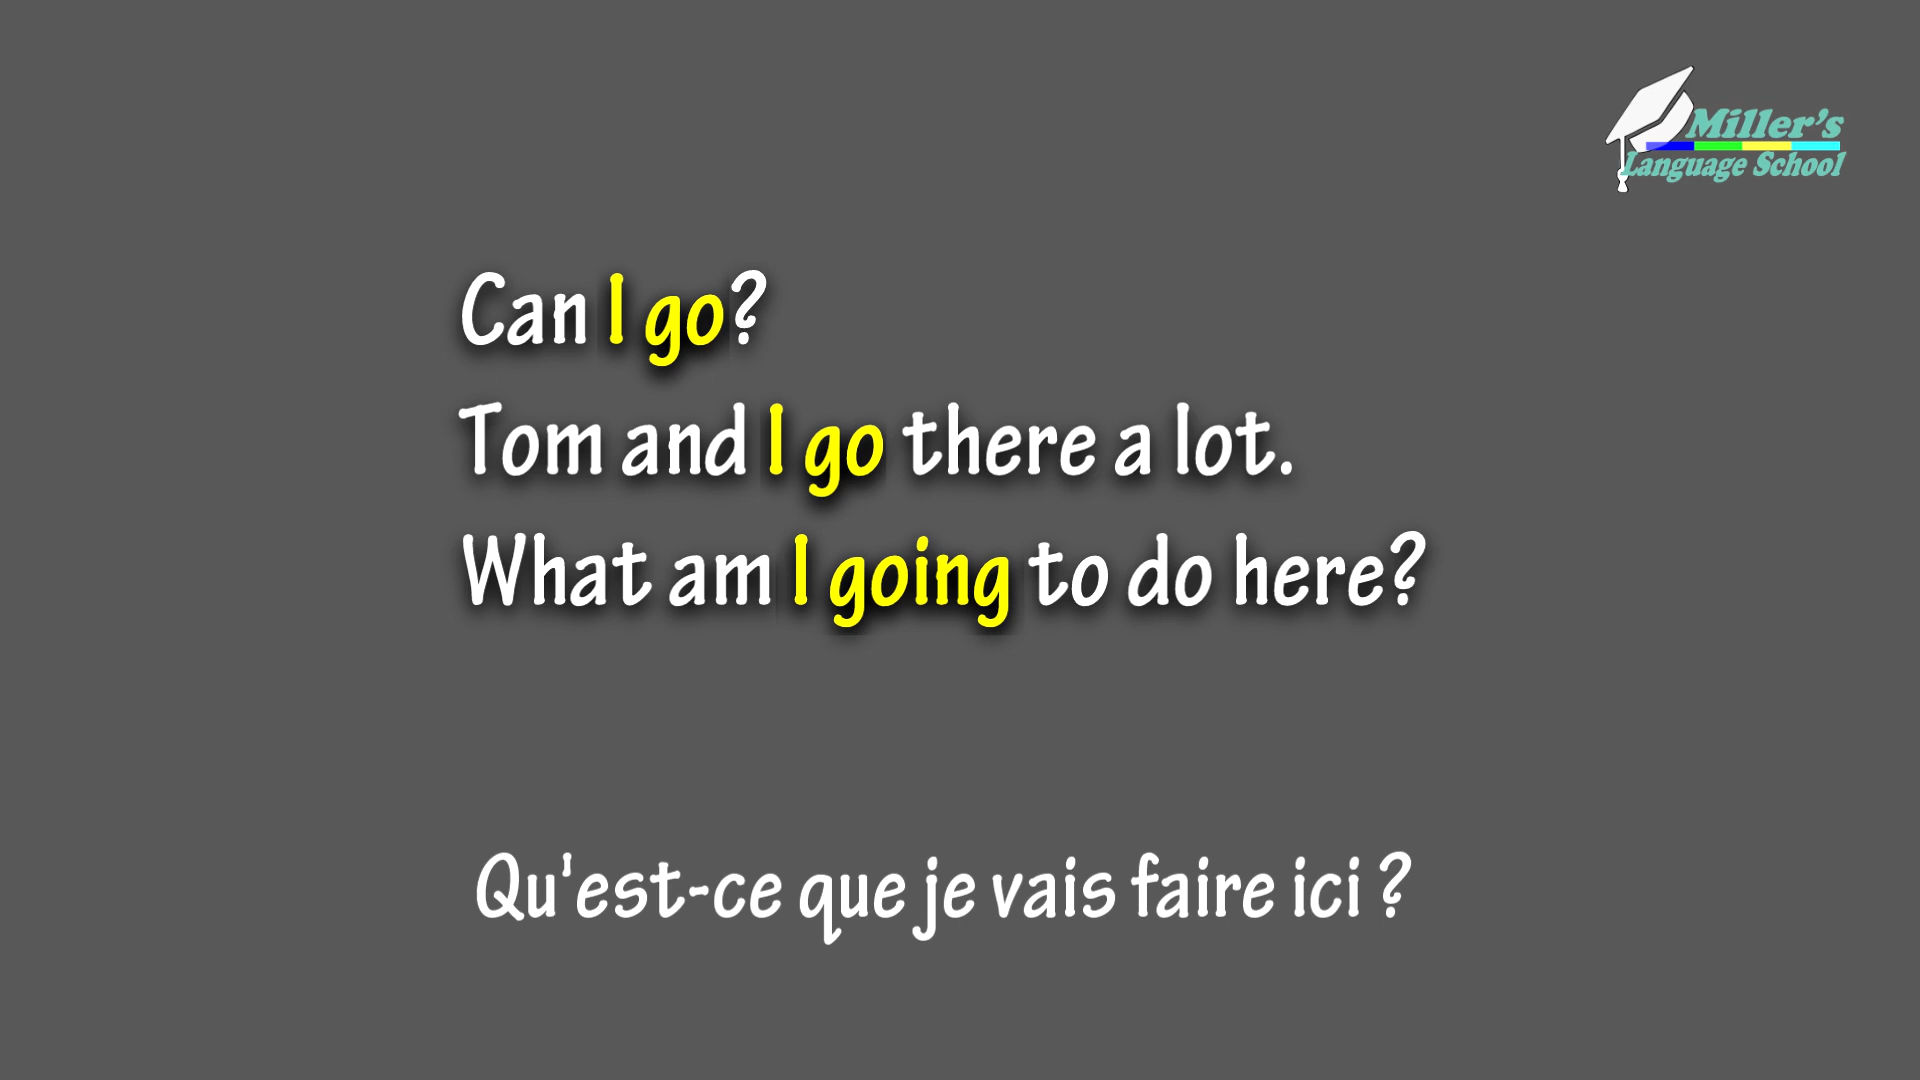 Miller's
Language School
Can I go?
Tom and I go there a lot.
What am I going to do here?
Qu'est-ce que je vais faire ici ?